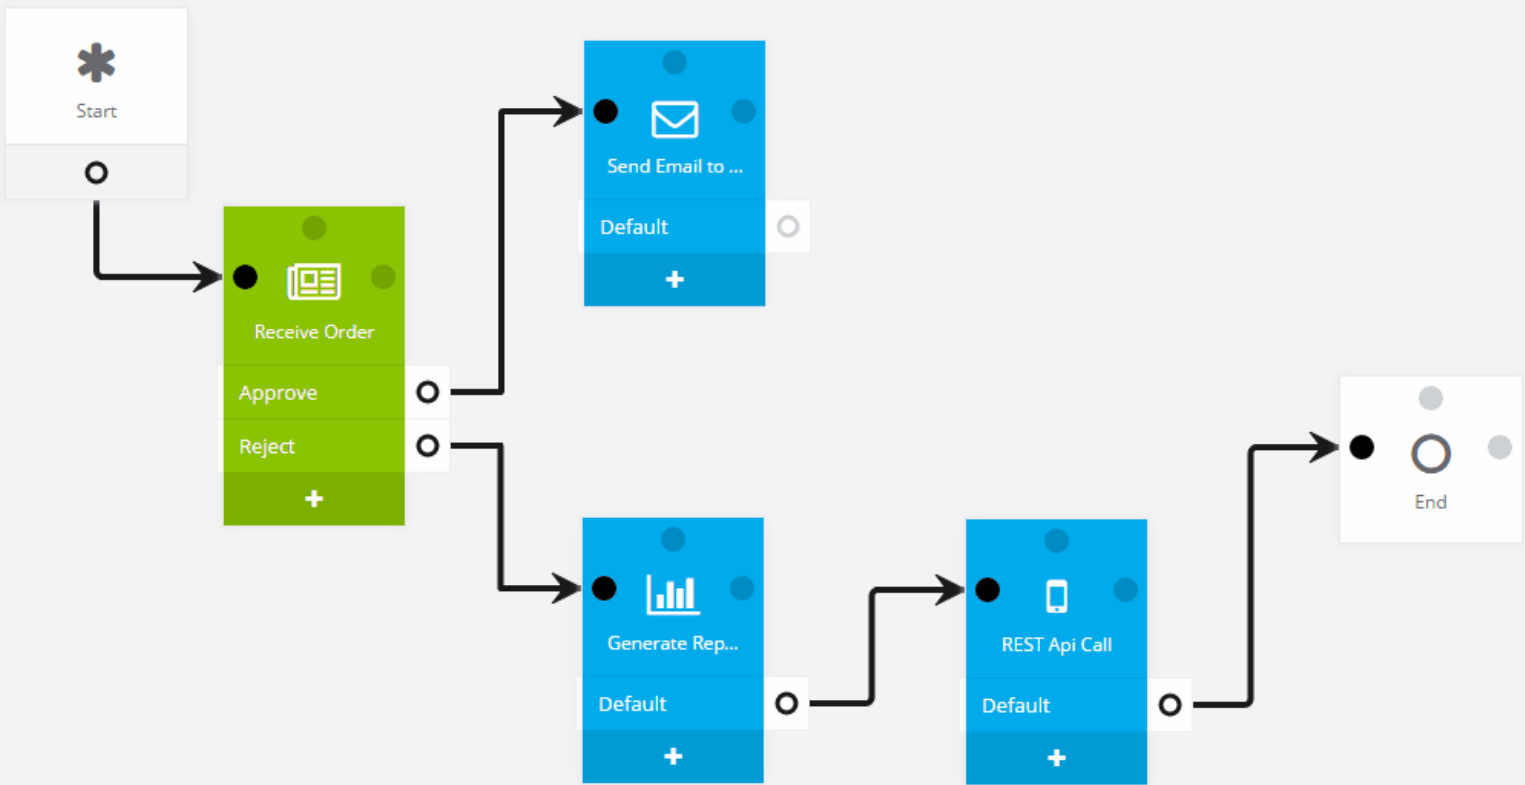 Start
Receive Order
Approve
Reject
Send Email to ...
Default
Generate Rep...
Default
REST Api Call
Default
End